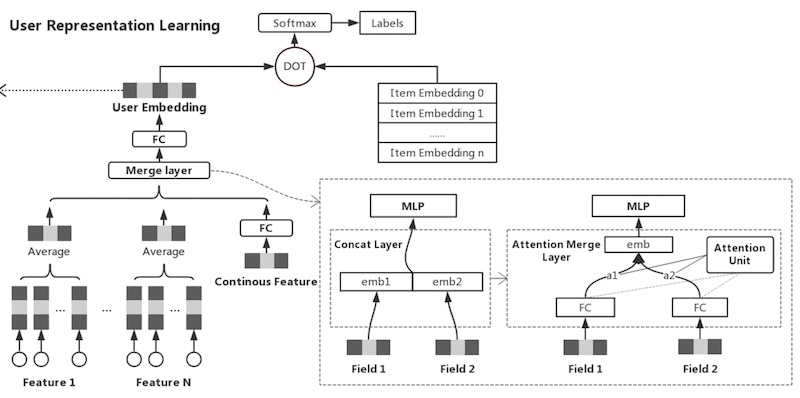 User Representation Learning
Softmax
Labels
DOT
User Embedding
Item Embedding 0
Item Embedding 1
......
Item Embedding n
FC
Merge layer
Average
Average
FC
Continous Feature
...
...
...
Feature 1
Feature N
MLP
Concat Layer
emb1
emb2
Field 1
Field 2
MLP
Attention Merge
Layer
emb
Attention
Unit
a1
a2
FC
FC
Field 1
Field 2